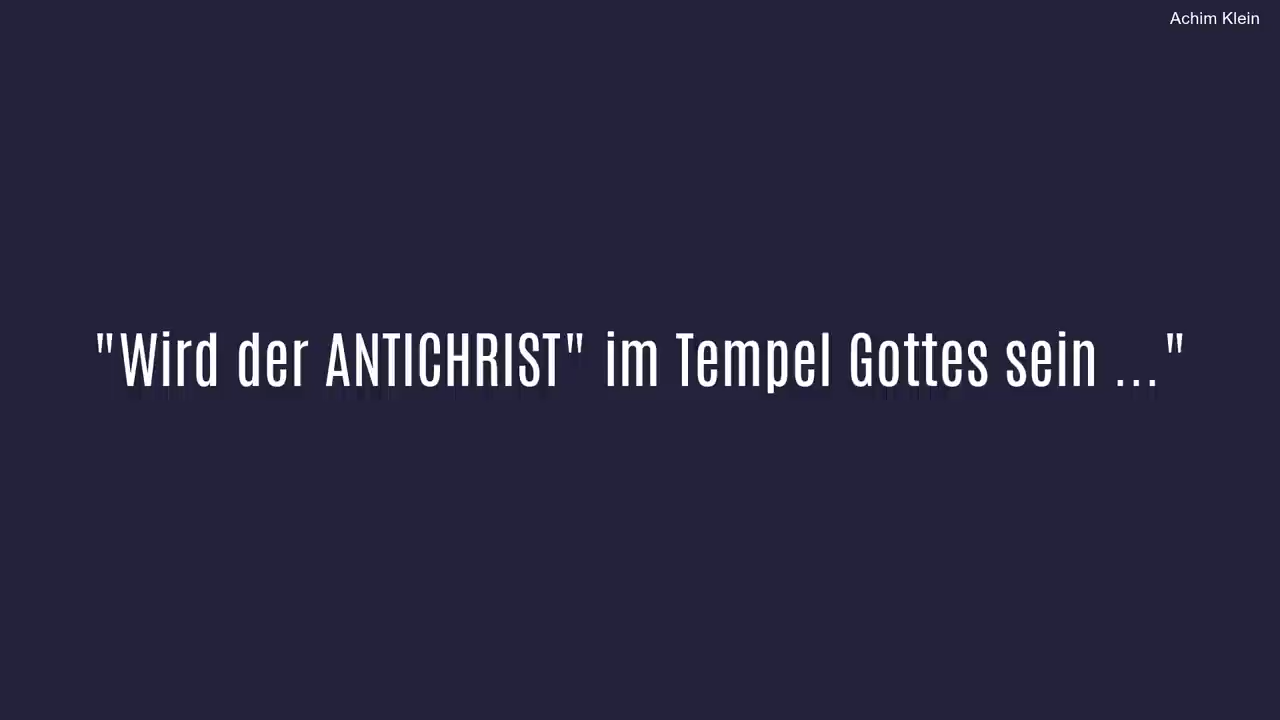 Achim Klein
"Wird der ANTICHRIST" im Tempel Gottes sein ..."